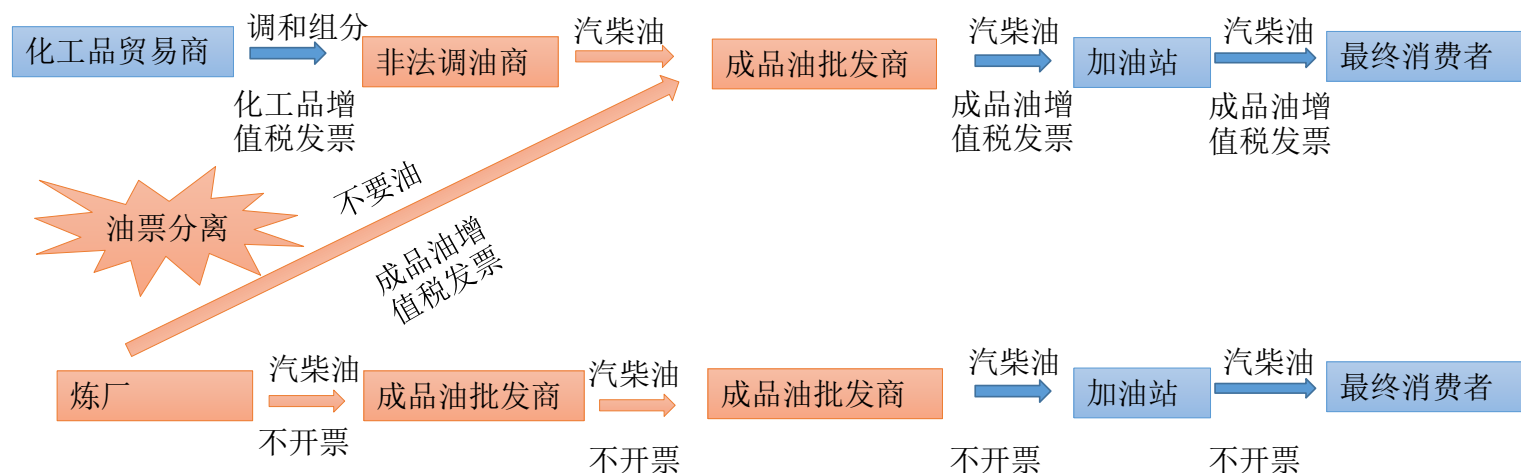 调和组分
汽柴油
汽柴油
汽柴油
化工品贸易商
非法调油商
成品油批发商
加油站
最终消费者
化工品增
值税发票
成品油增
值税发票
成品油增
值税发票
不要油
油票分离
成品油增
值税发票
汽柴油
汽柴油
汽柴油
汽柴油
炼厂
成品油批发商
成品油批发商
加油站
最终消费者
不开票
不开票
不开票
不开票